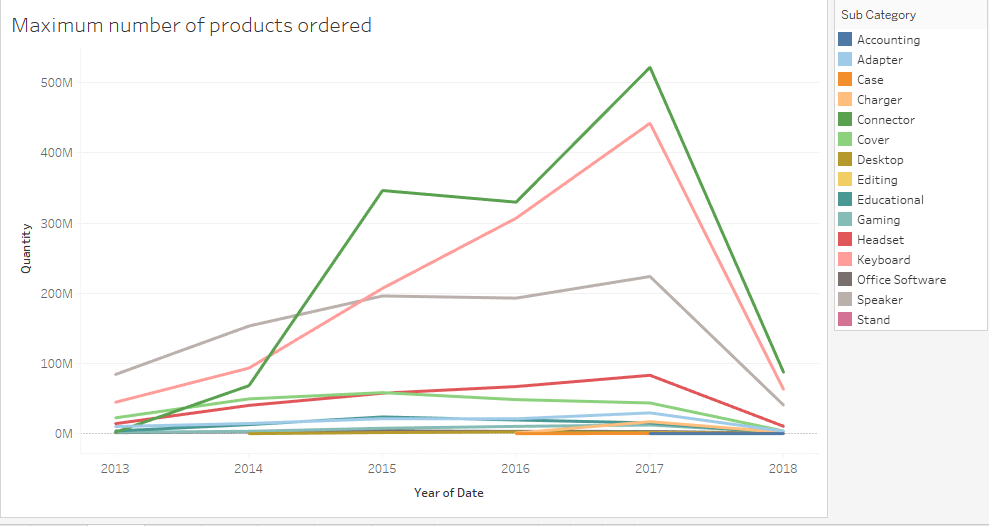 Maximum number of products ordered
500M
400M
300M
200M
100M
0M
Quantity
2013 2014 2015 2016 2017 2018
Year of Date
Sub Category
Accounting
Adapter
Case
Charger
Connector
Cover
Desktop
Editing
Educational
Gaming
Headset
Keyboard
Office Software
Speaker
Stand